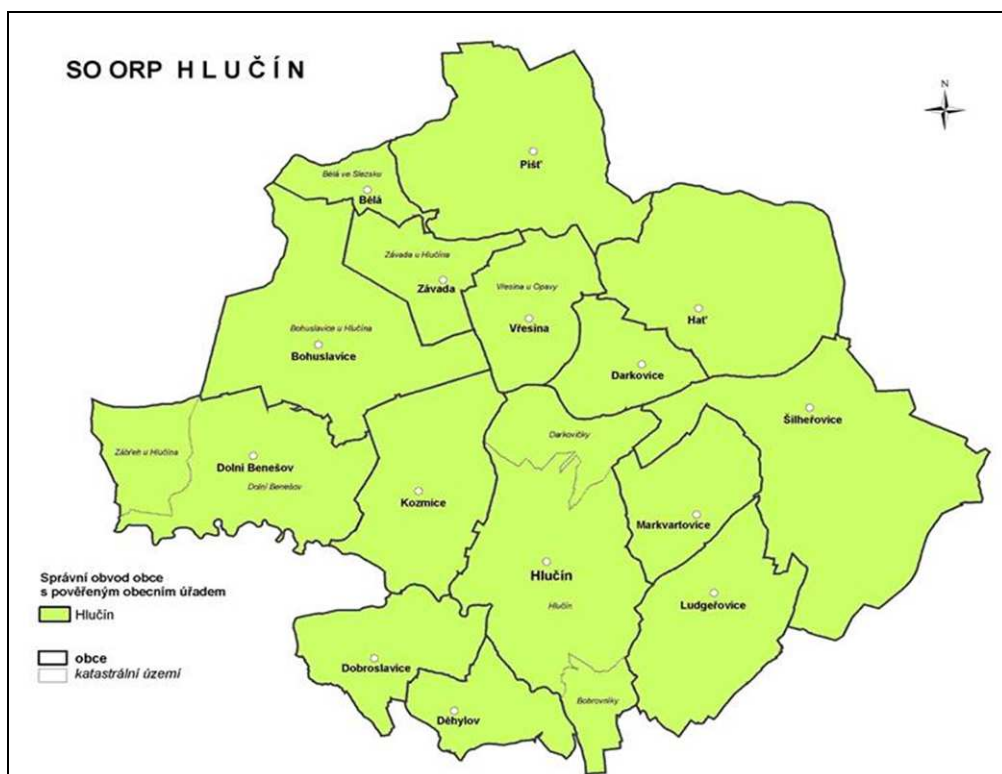 SO ORP H L U Č Í N
N
Píšť
Bělá ve Slezsku
Bělá
Závada u Hlučína
Závada
Vřesina u Opavy
Vřesina
Hať
Bohuslavice u Hlučína
Bohuslavice
Darkovice
Šilheřovice
Darkovičky
Zábřeh u Hlučína
Dolní Benešov
Dolní Benešov
Kozmice
Markvartovice
Hlučín
Hlučín
Ludgeřovice
Dobroslavice
Bobrovníky
Děhylov
Správní obvod obce
s pověřeným obecním úřadem
Hlučín
obce
katastrální území